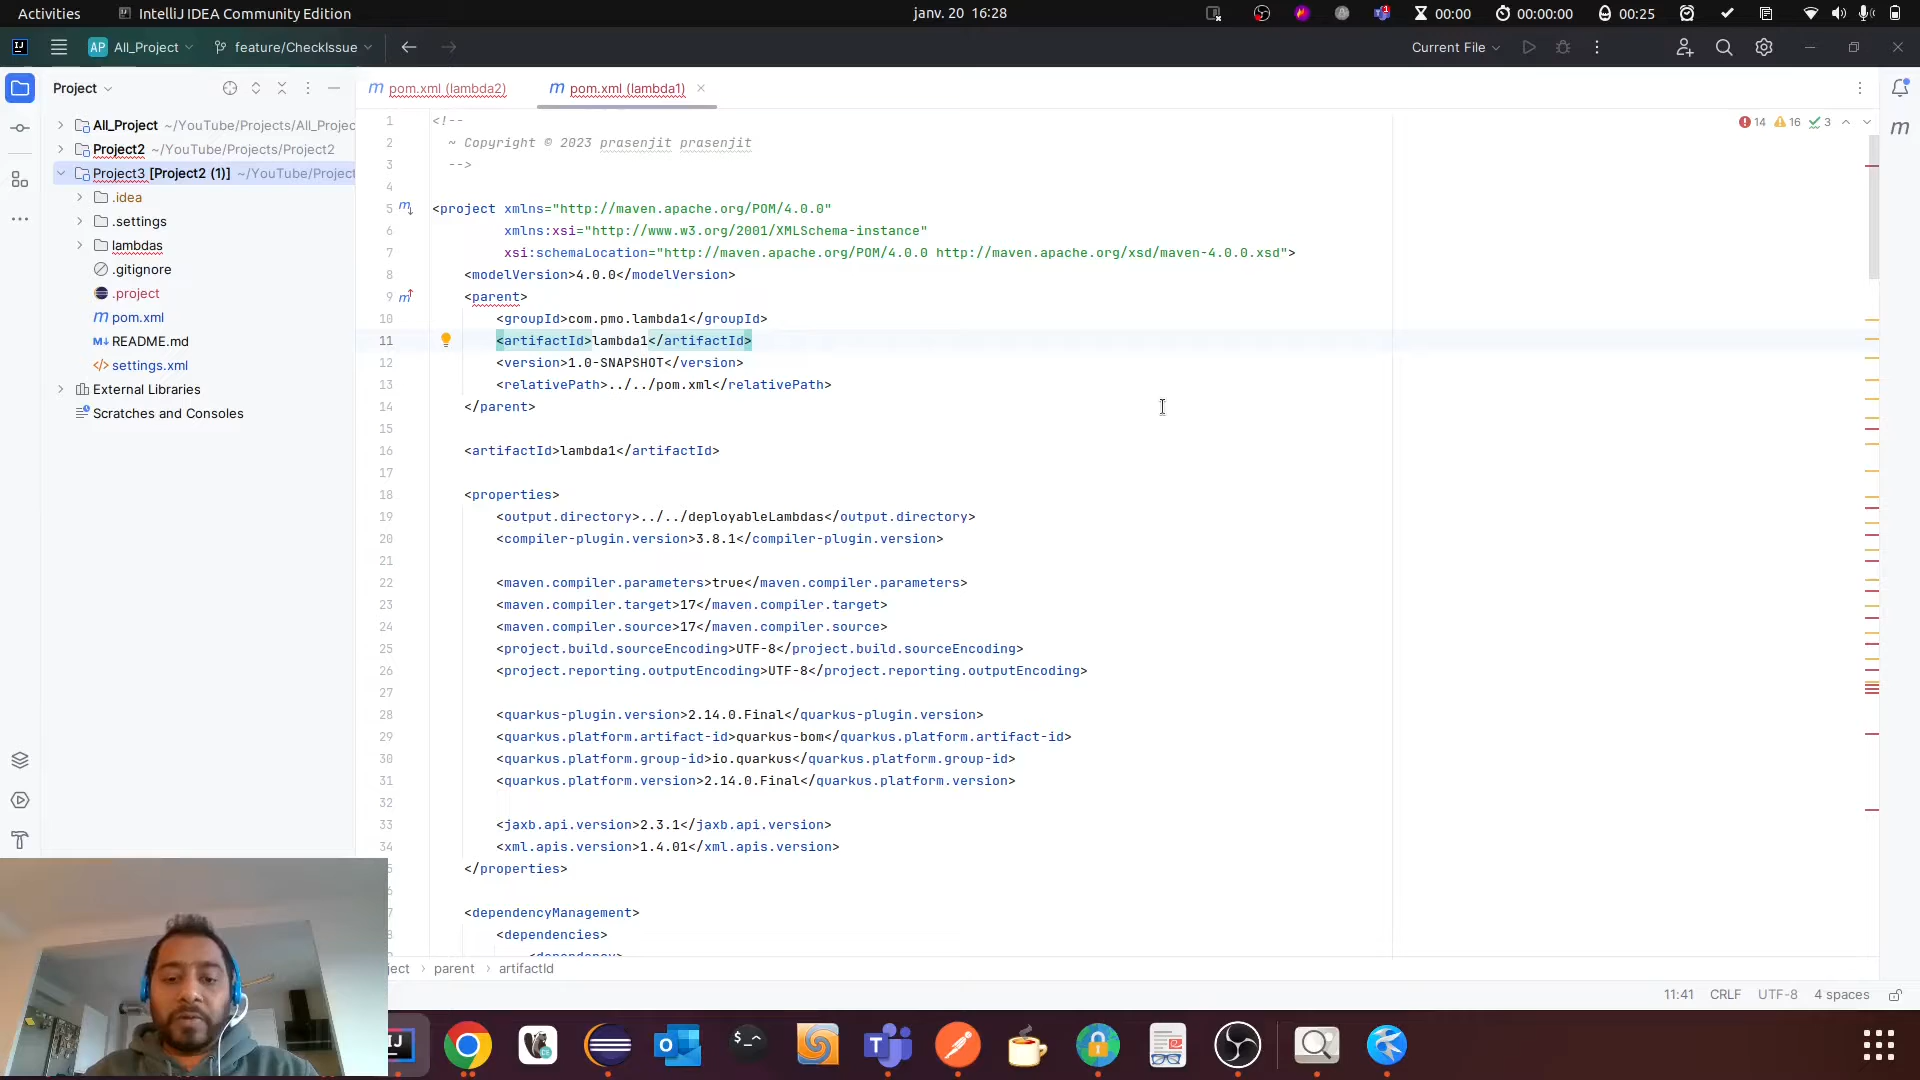 Activities
IntelliJ IDEA Community Edition
janv. 20 16:28
00:00
00:00:00
00:25
AP All_Project
feature/CheckIssue
Current File
Project
pom.xml (lambda2)
pom.xml (lambda1)
All_Project ~/YouTube/Projects/All_Projec
Project2 ~/YouTube/Projects/Project2
Project3 [Project2 (1)] ~/YouTube/Project
.idea
.settings
lambdas
.gitignore
.project
pom.xml
README.md
settings.xml
External Libraries
Scratches and Consoles
14 16 3
1 <!--
2 ~ Copyright © 2023 prasenjit prasenjit
3 -->
4
5 <project xmlns="http://maven.apache.org/POM/4.0.0"
6 xmlns:xsi="http://www.w3.org/2001/XMLSchema-instance"
7 xsi:schemaLocation="http://maven.apache.org/POM/4.0.0 http://maven.apache.org/xsd/maven-4.0.0.xsd">
8 <modelVersion>4.0.0</modelVersion>
9 <parent>
10 <groupId>com.pmo.lambda1</groupId>
11 <artifactId>lambda1</artifactId>
12 <version>1.0-SNAPSHOT</version>
13 <relativePath>../../pom.xml</relativePath>
14 </parent>
15
16 <artifactId>lambda1</artifactId>
17
18 <properties>
19 <output.directory>../../deployableLambdas</output.directory>
20 <compiler-plugin.version>3.8.1</compiler-plugin.version>
21
22 <maven.compiler.parameters>true</maven.compiler.parameters>
23 <maven.compiler.target>17</maven.compiler.target>
24 <maven.compiler.source>17</maven.compiler.source>
25 <project.build.sourceEncoding>UTF-8</project.build.sourceEncoding>
26 <project.reporting.outputEncoding>UTF-8</project.reporting.outputEncoding>
27
28 <quarkus-plugin.version>2.14.0.Final</quarkus-plugin.version>
29 <quarkus.platform.artifact-id>quarkus-bom</quarkus.platform.artifact-id>
30 <quarkus.platform.group-id>io.quarkus</quarkus.platform.group-id>
31 <quarkus.platform.version>2.14.0.Final</quarkus.platform.version>
32
33 <jaxb.api.version>2.3.1</jaxb.api.version>
34 <xml.apis.version>1.4.01</xml.apis.version>
</properties>
<dependencyManagement>
<dependencies>
<dependency>
ject > parent > artifactId
11:41 CRLF UTF-8 4 spaces